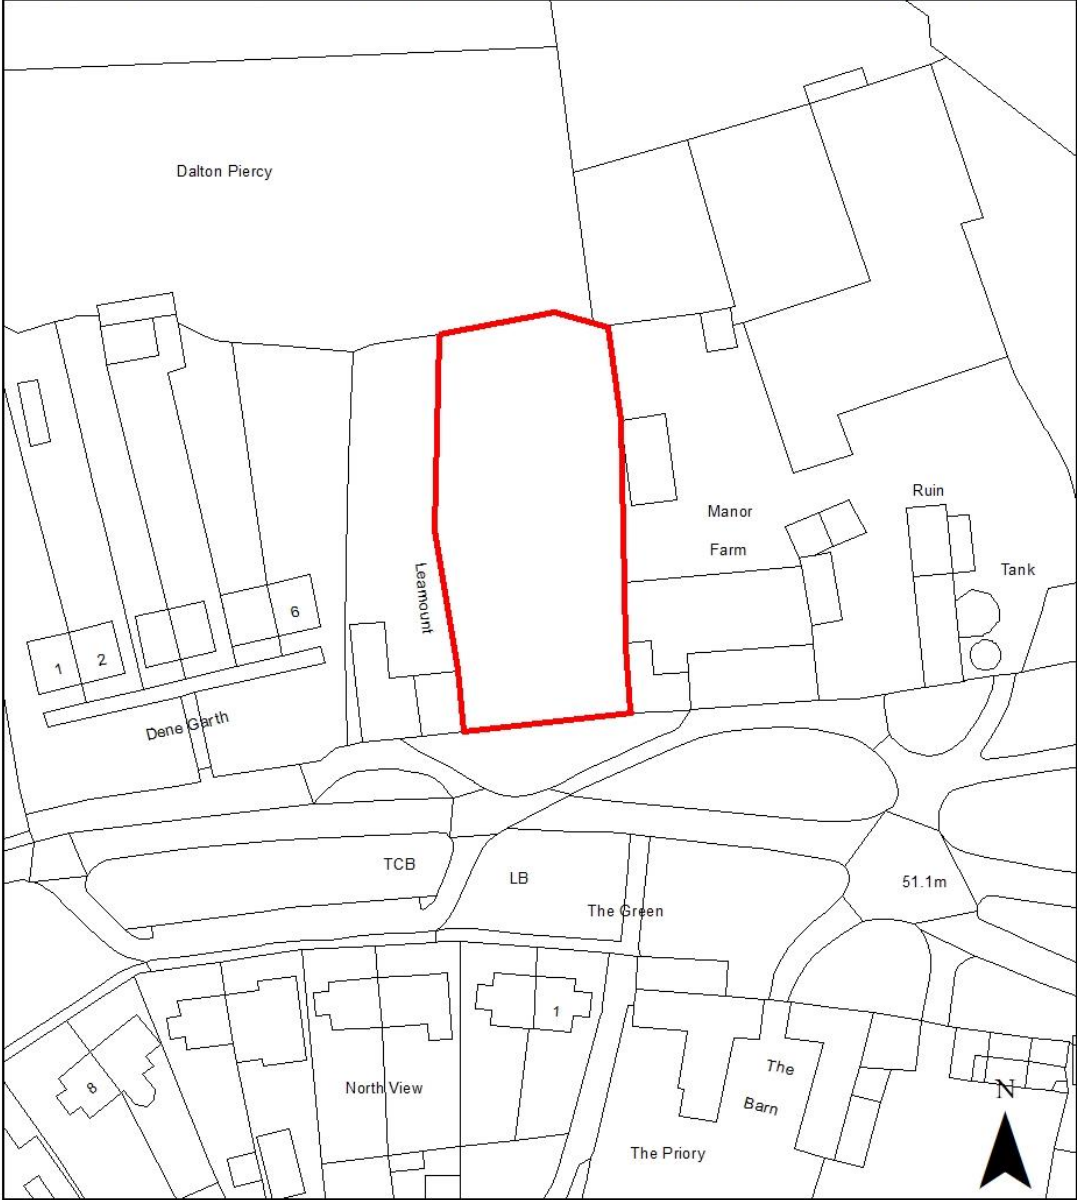 Dalton Piercy
Ruin
Manor
Farm
Tank
Leamount
6
2
1
Dene Garth
TCB
LB
51.1m
The Green
1
8
North View
The
Barn
N
The Priory